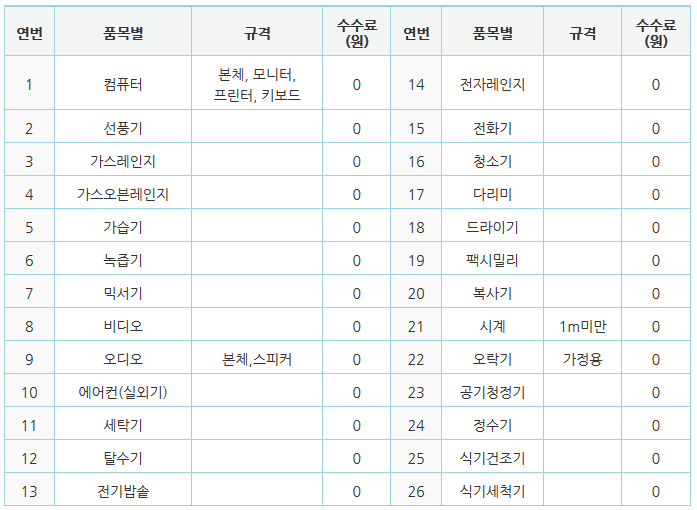 연번 품목별 규격 수수료(원) 연번 품목별 규격 수수료(원)
1 컴퓨터 본체, 모니터, 프린터, 키보드 0 14 전자레인지 0
2 선풍기 0 15 전화기 0
3 가스레인지 0 16 청소기 0
4 가스오븐레인지 0 17 다리미 0
5 가습기 0 18 드라이기 0
6 녹즙기 0 19 팩시밀리 0
7 믹서기 0 20 복사기 0
8 비디오 0 21 시계 1m미만 0
9 오디오 본체,스피커 0 22 오락기 가정용 0
10 에어컨(실외기) 0 23 공기청정기 0
11 세탁기 0 24 정수기 0
12 탈수기 0 25 식기건조기 0
13 전기밥솥 0 26 식기세척기 0